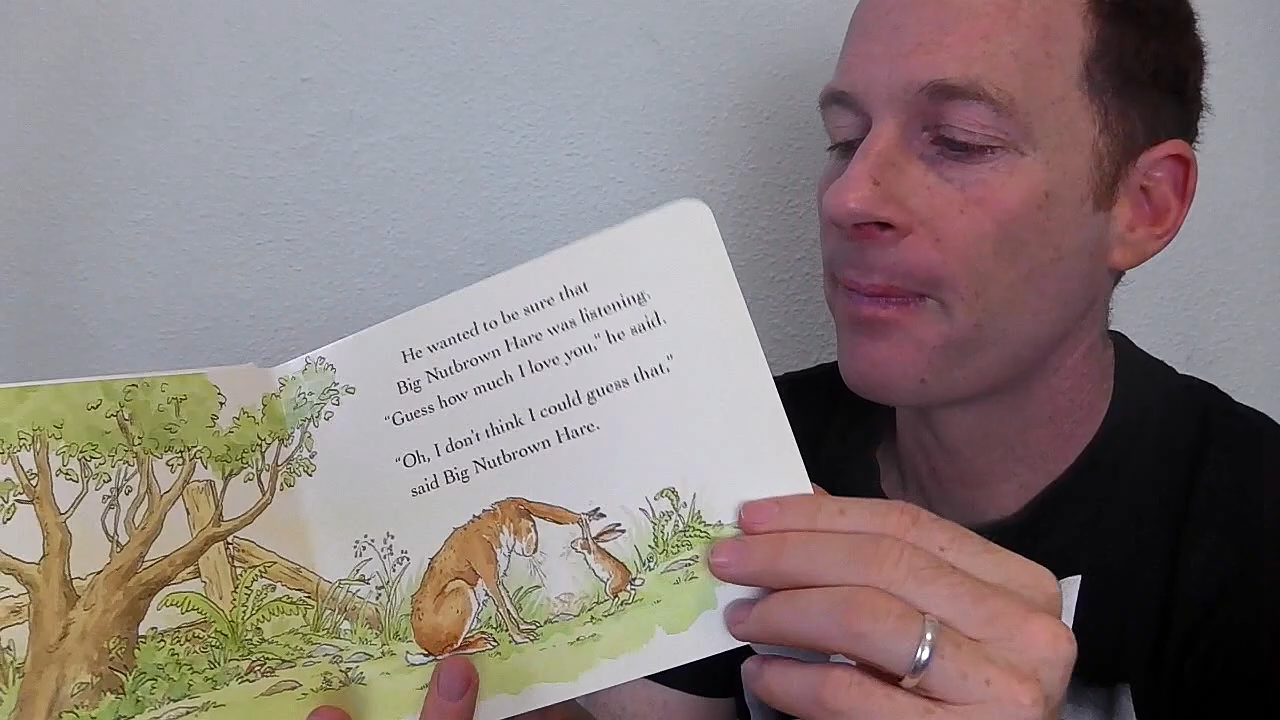 He wanted to be sure that
Big Nutbrown Hare was listening.
“Guess how much I love you,” he said.
“Oh, I don't think I could guess that,”
said Big Nutbrown Hare.